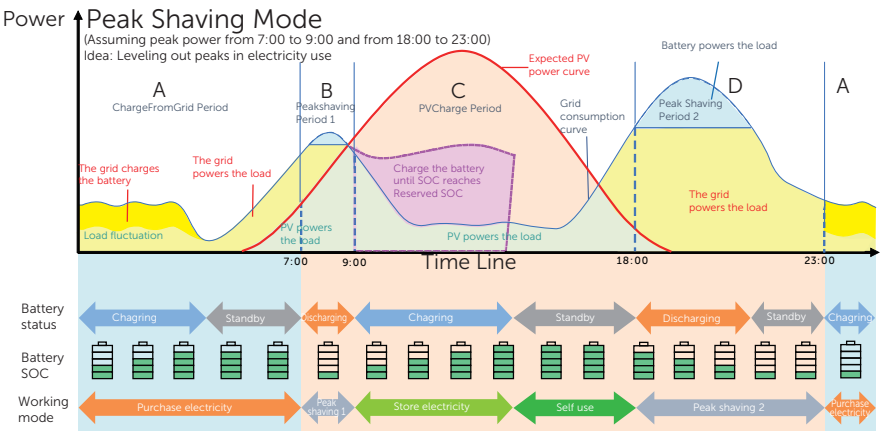 Power
Peak Shaving Mode
(Assuming peak power from 7:00 to 9:00 and from 18:00 to 23:00)
Idea: Leveling out peaks in electricity use
Battery powers the load
Expected PV
power curve
A
B
C
D
A
ChargeFromGrid Period
Peakshaving
Period 1
PVCharge Period
Grid
consumption
curve
Peak Shaving
Period 2
The grid charges
the battery
The grid
powers the load
Charge the battery
until SOC reaches
Reserved SOC
The grid
powers the load
Load fluctuation
PV powers
the load
PV powers the load
7:00
9:00
Time Line
18:00
23:00
Battery
status
Chagring
Standby
Discharging
Chagring
Standby
Discharging
Standby
Chagring
Battery
SOC
Working
mode
Purchase electricity
Peak
shaving 1
Store electricity
Self use
Peak shaving 2
Purchase
electricity